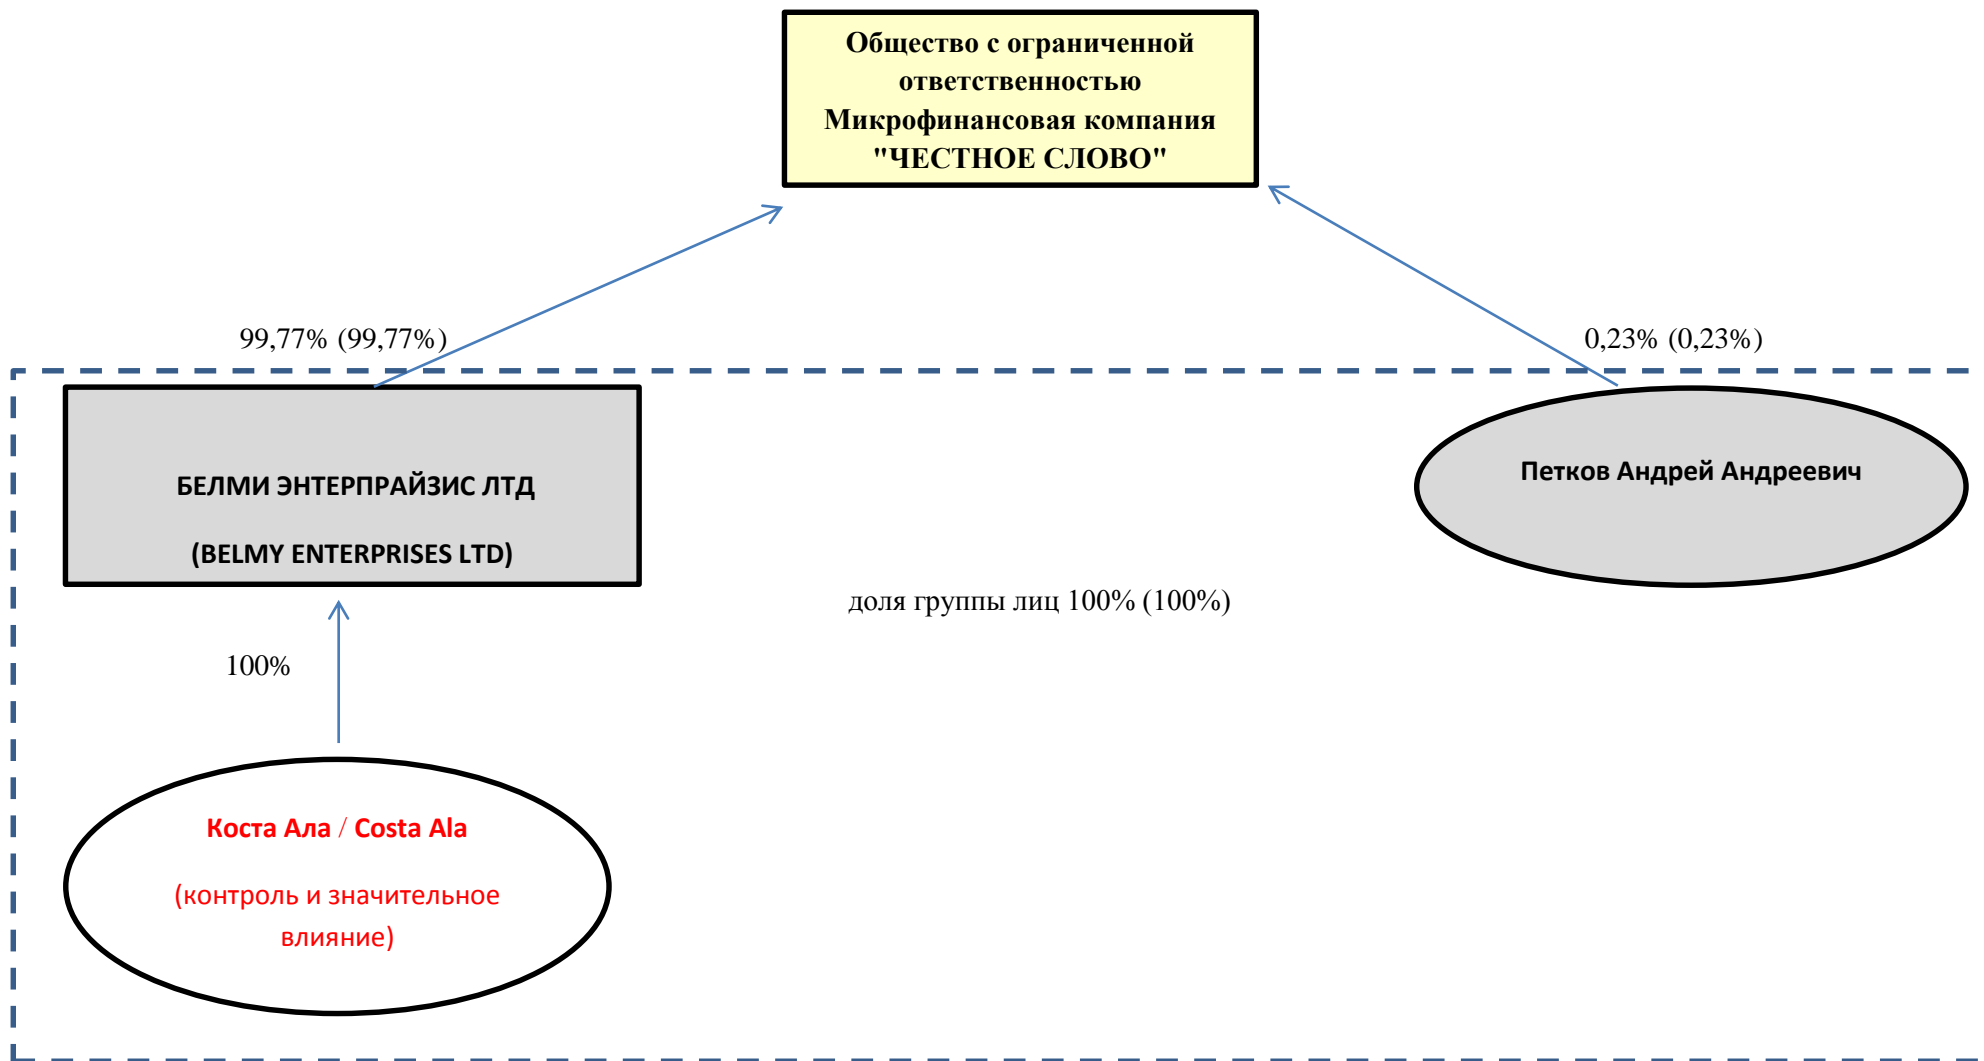 Общество с ограниченной
ответственностью
Микрофинансовая компания
"ЧЕСТНОЕ СЛОВО"
99,77% (99,77%)
0,23% (0,23%)
БЕЛМИ ЭНТЕРПРАЙЗИС ЛТД
(BELMY ENTERPRISES LTD)
Петков Андрей Андреевич
доля группы лиц 100% (100%)
100%
Коста Ала / Costa Ala
(контроль и значительное
влияние)